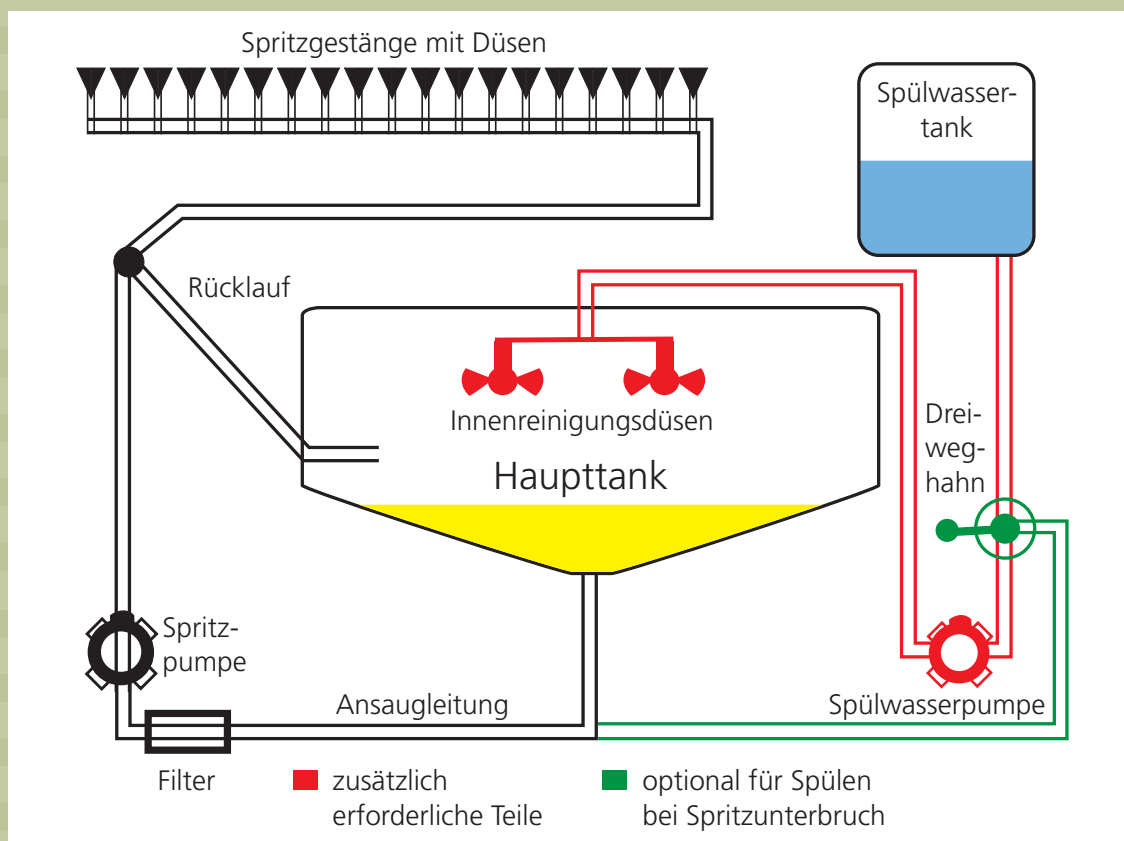 Spritzgestänge mit Düsen
Spülwasser-
tank
Rücklauf
Innenreinigungsdüsen
Haupttank
Drei-
weg-
hahn
Spritz-
pumpe
Ansaugleitung
Spülwasserpumpe
Filter
zusätzlich
erforderliche Teile
optional für Spülen
bei Spritzunterbruch